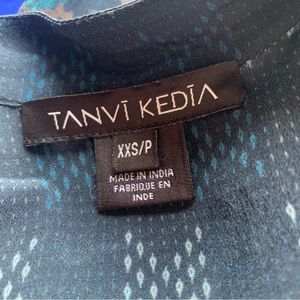 TANVĪ KEDĪA
XXS/P
MADE IN INDIA
FABRIQUE EN
INDE